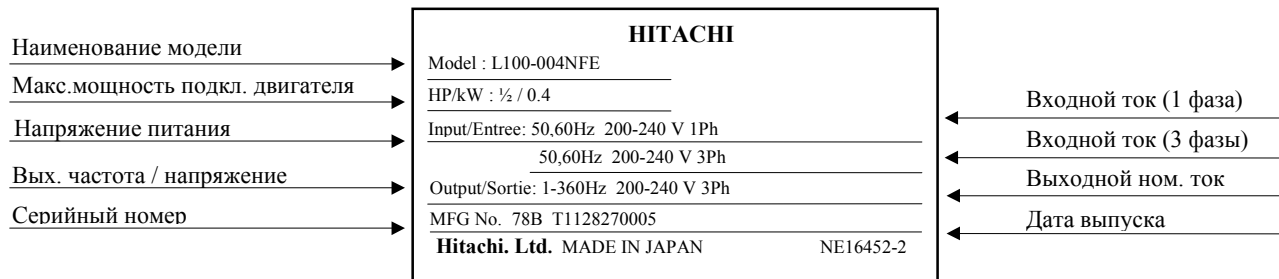 Наименование модели
Макс.мощность подкл. двигателя
Напряжение питания
Вых. частота / напряжение
Серийный номер
HITACHI
Model : L100-004NFE
HP/kW : ½ / 0.4
Input/Entree: 50,60Hz 200-240 V 1Ph
50,60Hz 200-240 V 3Ph
Output/Sortie: 1-360Hz 200-240 V 3Ph
MFG No. 78B T1128270005
Hitachi. Ltd. MADE IN JAPAN NE16452-2
Входной ток (1 фаза)
Входной ток (3 фазы)
Выходной ном. ток
Дата выпуска